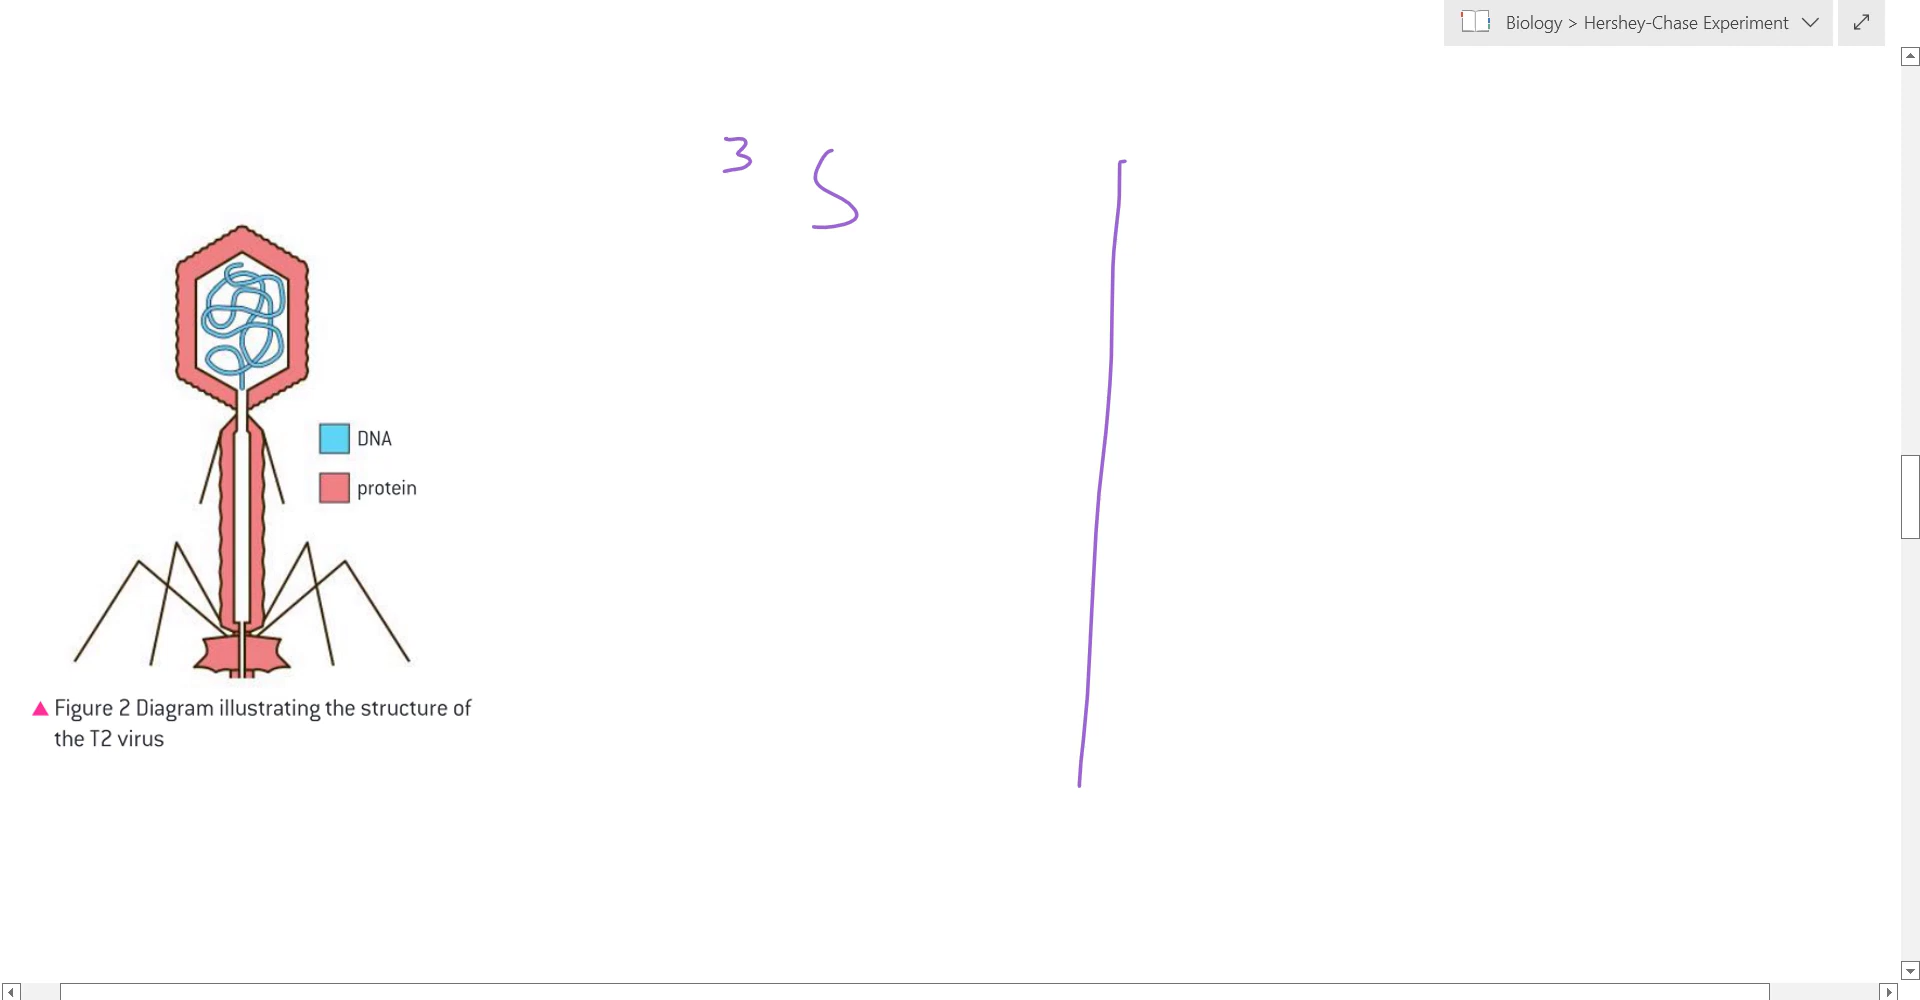 Biology > Hershey-Chase Experiment
3 S
DNA
protein
▲ Figure 2 Diagram illustrating the structure of
the T2 virus